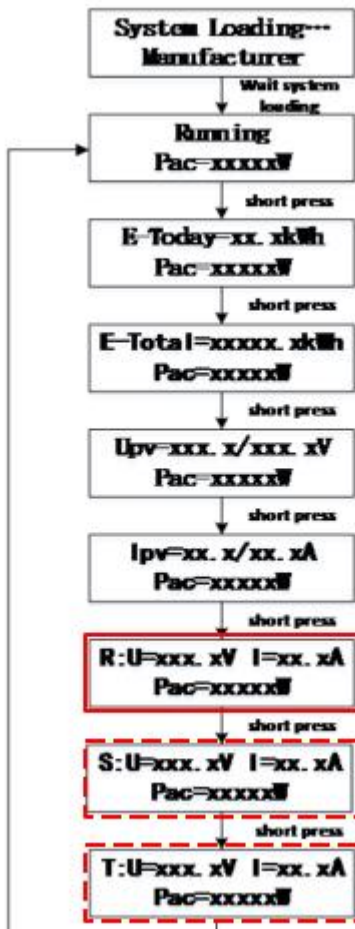 System Loading---
Manufacturer
Wait system
loading
Running
Pac=xxxxxW
short press
E-Today=xx.xkWh
Pac=xxxxxW
short press
E-Total=xxxxx.xkWh
Pac=xxxxxW
short press
Upv=xxx.x/xxx.xV
Pac=xxxxxW
short press
Ipv=xx.x/xx.xA
Pac=xxxxxW
short press
R:U=xxx.xV I=xx.xA
Pac=xxxxxW
short press
S:U=xxx.xV I=xx.xA
Pac=xxxxxW
short press
T:U=xxx.xV I=xx.xA
Pac=xxxxxW